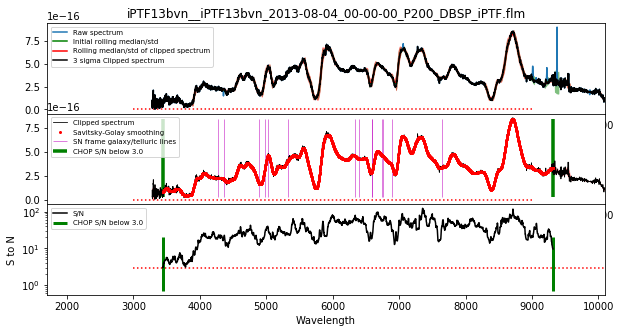 iPTF13bvn__iPTF13bvn_2013-08-04_00-00-00_P200_DBSP_iPTF.flm
1e−16
Raw spectrum
Initial rolling median/std
Rolling median/std of clipped spectrum
3 sigma Clipped spectrum
7.5
5.0
2.5
0.0
1e−16
Clipped spectrum
Savitsky-Golay smoothing
SN frame galaxy/telluric lines
CHOP S/N below 3.0
7.5
5.0
2.5
0.0
S/N
CHOP S/N below 3.0
10²
10¹
10⁰
S to N
2000 3000 4000 5000 6000 7000 8000 9000 10000
Wavelength